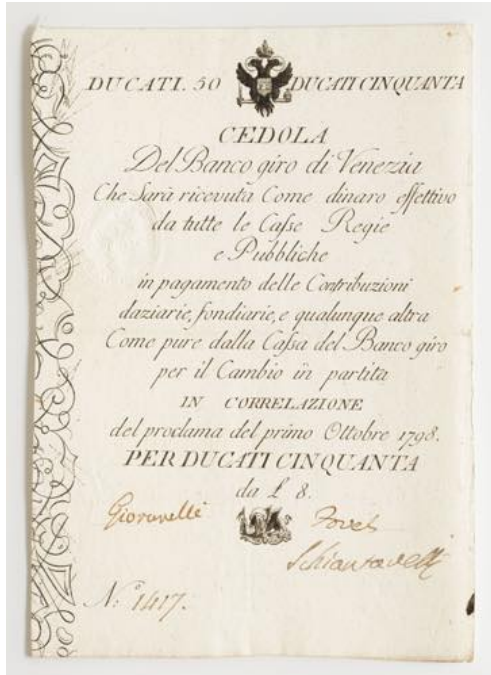 DUCATI. 50 DUCATI CINQUANTA
CEDOLA
Del Banco giro di Venezia
Che Sarà ricevuta Come dinaro effettivo
da tutte le Caſse Regie
e Pubbliche
in pagamento delle Contribuzioni
daziarie, fondiarie, e qualunque altra
Come pure dalla Caſsa del Banco giro
per il Cambio in partita
IN CORRELAZIONE
del proclama del primo Ottobre 1798.
PER DUCATI CINQUANTA
da £ 8.
N.º 1417.